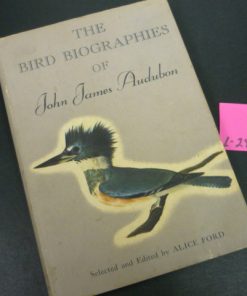 THE
BIRD BIOGRAPHIES
OF
John James Audubon
Selected and Edited by ALICE FORD